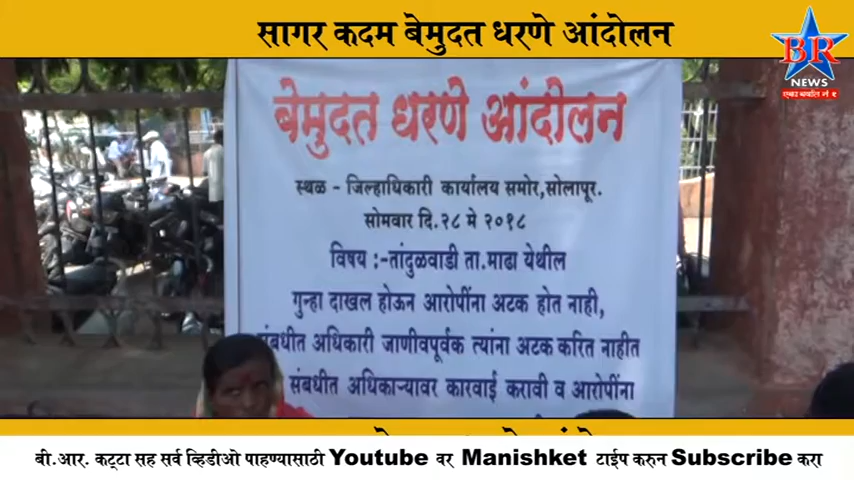 सागर कदम बेमुदत धरणे आंदोलन
BR
NEWS
बेमुदत धरणे आंदोलन
स्थळ - जिल्हाधिकारी कार्यालय समोर,सोलापूर.
सोमवार दि.२८ मे २०१८
विषय :-तांदुळवाडी ता.माढा येथील
गुन्हा दाखल होऊन आरोपींना अटक होत नाही,
संबधीत अधिकारी जाणीवपूर्वक त्यांना अटक करित नाहीत
संबधीत अधिकाऱ्यावर कारवाई करावी व आरोपींना
बी.आर. कट्टा सह सर्व व्हिडीओ पाहण्यासाठी Youtube वर Manishket टाईप करुन Subscribe करा